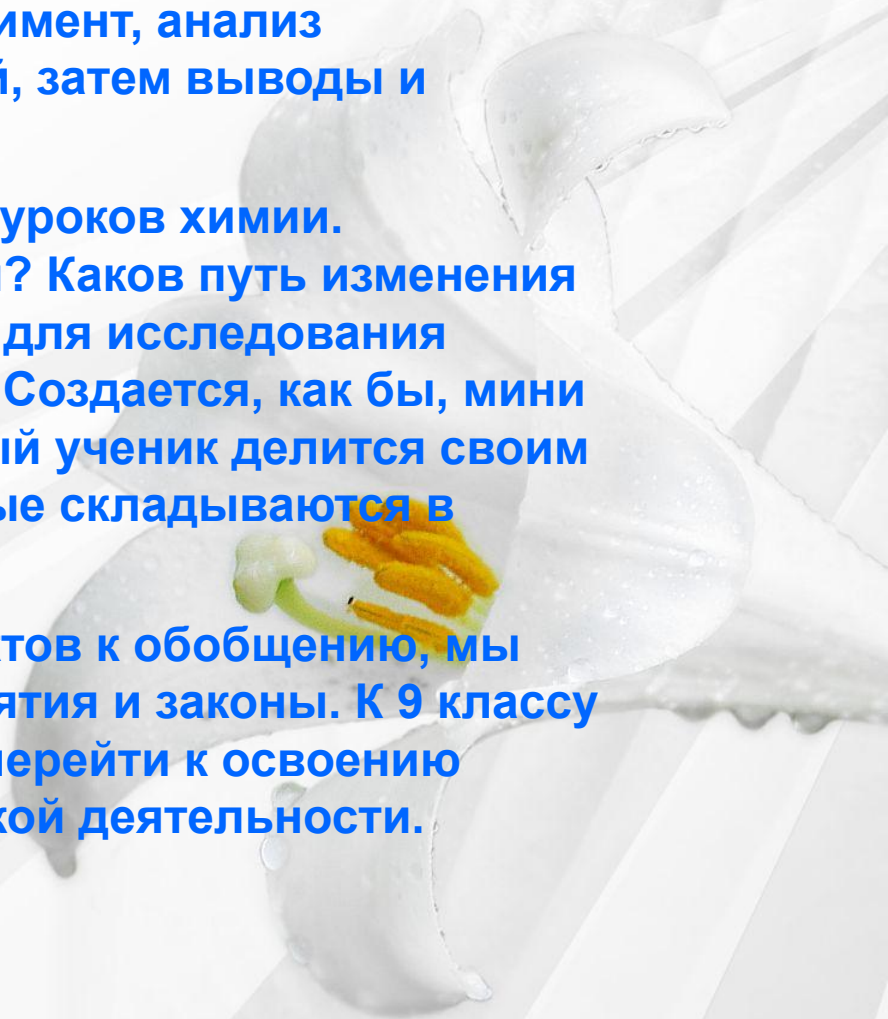 имент, анализ
й, затем выводы и
уроков химии.
и? Каков путь изменения
для исследования
Создается, как бы, мини
ый ученик делится своим
ые складываются в
ктов к обобщению, мы
ятия и законы. К 9 классу
перейти к освоению
кой деятельности.